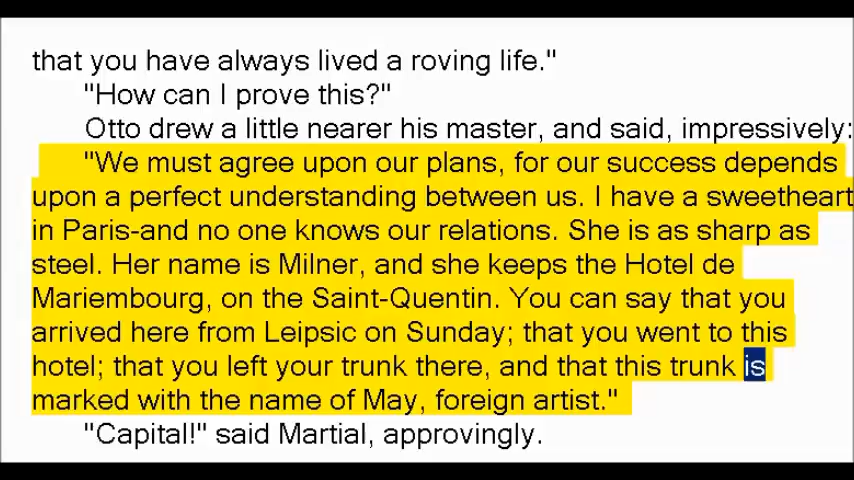 that you have always lived a roving life."
"How can I prove this?"
Otto drew a little nearer his master, and said, impressively:
"We must agree upon our plans, for our success depends
upon a perfect understanding between us. I have a sweetheart
in Paris-and no one knows our relations. She is as sharp as
steel. Her name is Milner, and she keeps the Hotel de
Mariembourg, on the Saint-Quentin. You can say that you
arrived here from Leipsic on Sunday; that you went to this
hotel; that you left your trunk there, and that this trunk is
marked with the name of May, foreign artist."
"Capital!" said Martial, approvingly.